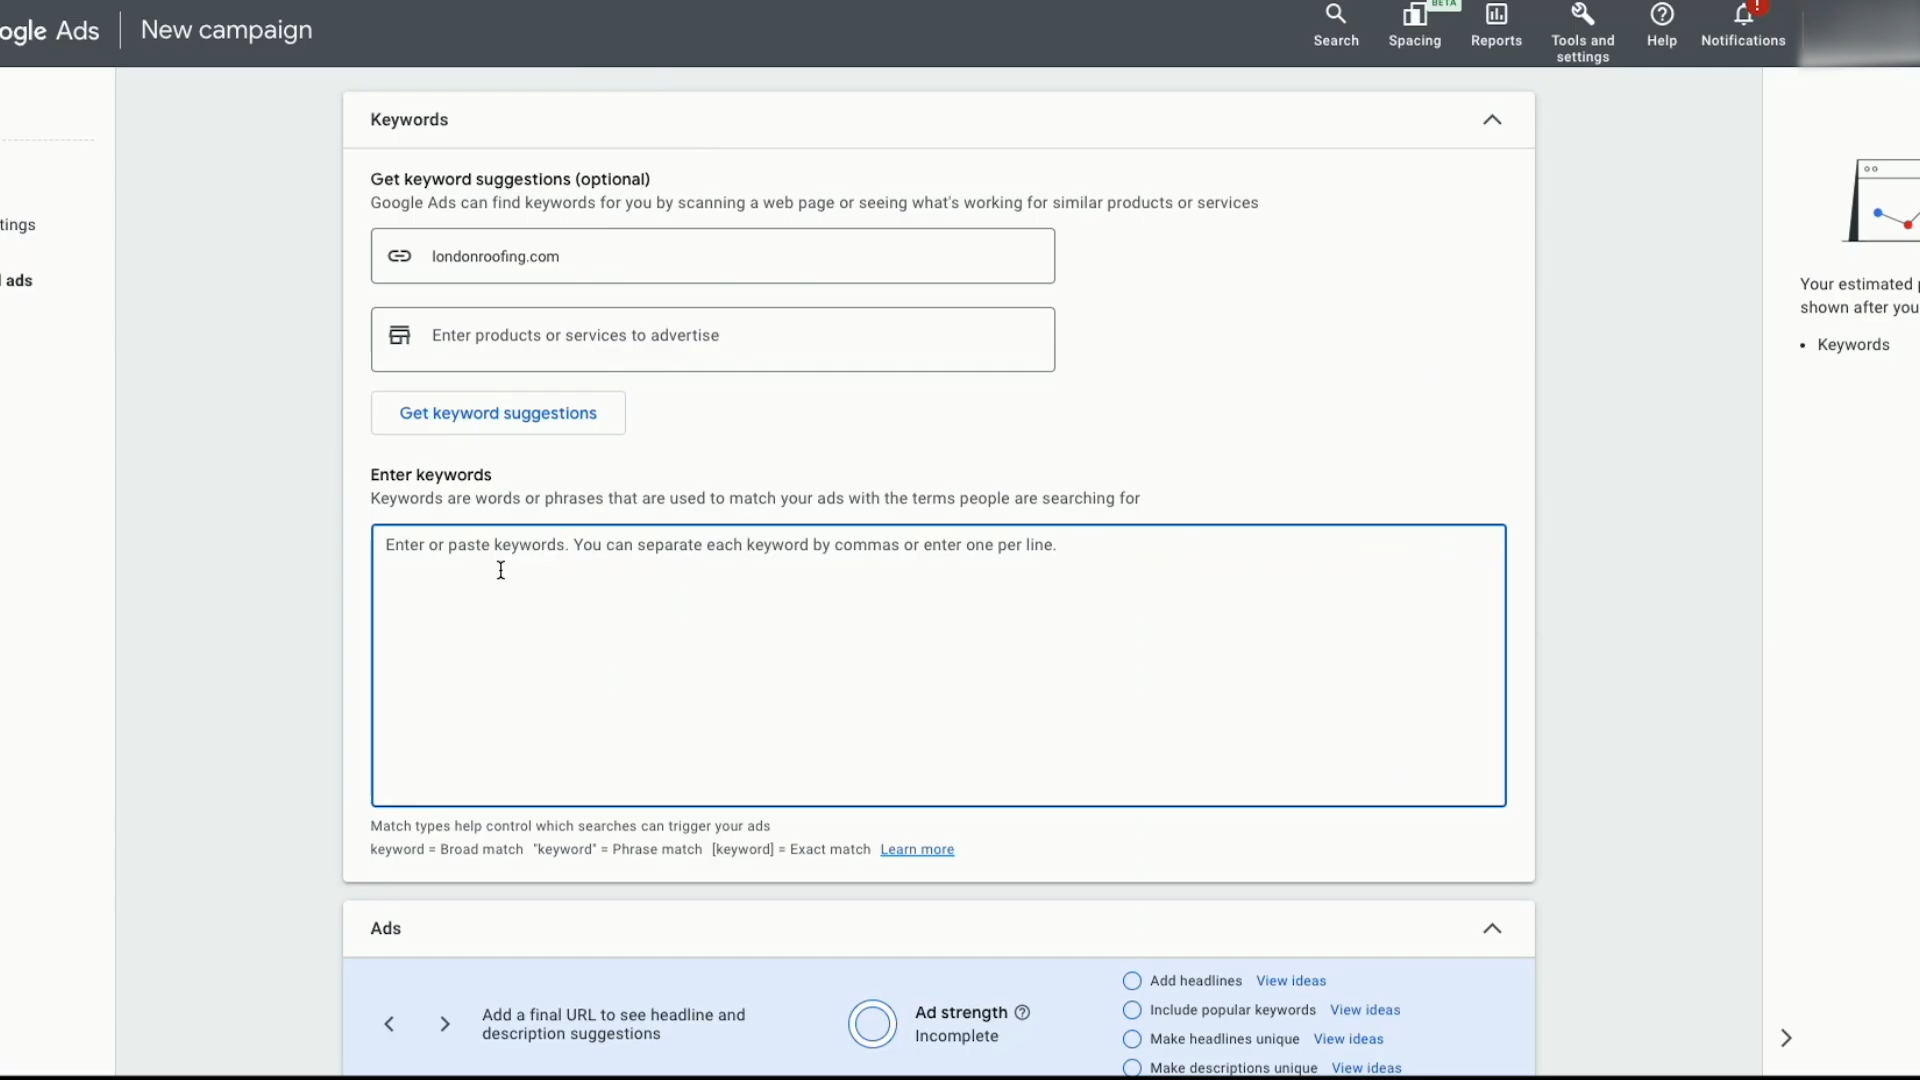 ogle Ads
New campaign
Search
BETA
Spacing
Reports
Tools and
settings
Help
!
Notifications
tings
ads
Keywords
Get keyword suggestions (optional)
Google Ads can find keywords for you by scanning a web page or seeing what's working for similar products or services
londonroofing.com
Enter products or services to advertise
Get keyword suggestions
Enter keywords
Keywords are words or phrases that are used to match your ads with the terms people are searching for
Enter or paste keywords. You can separate each keyword by commas or enter one per line.
Match types help control which searches can trigger your ads
keyword = Broad match "keyword" = Phrase match [keyword] = Exact match Learn more
Ads
Add a final URL to see headline and
description suggestions
Ad strength
Incomplete
Add headlines View ideas
Include popular keywords View ideas
Make headlines unique View ideas
Make descriptions unique View ideas
Your estimated p
shown after you
• Keywords